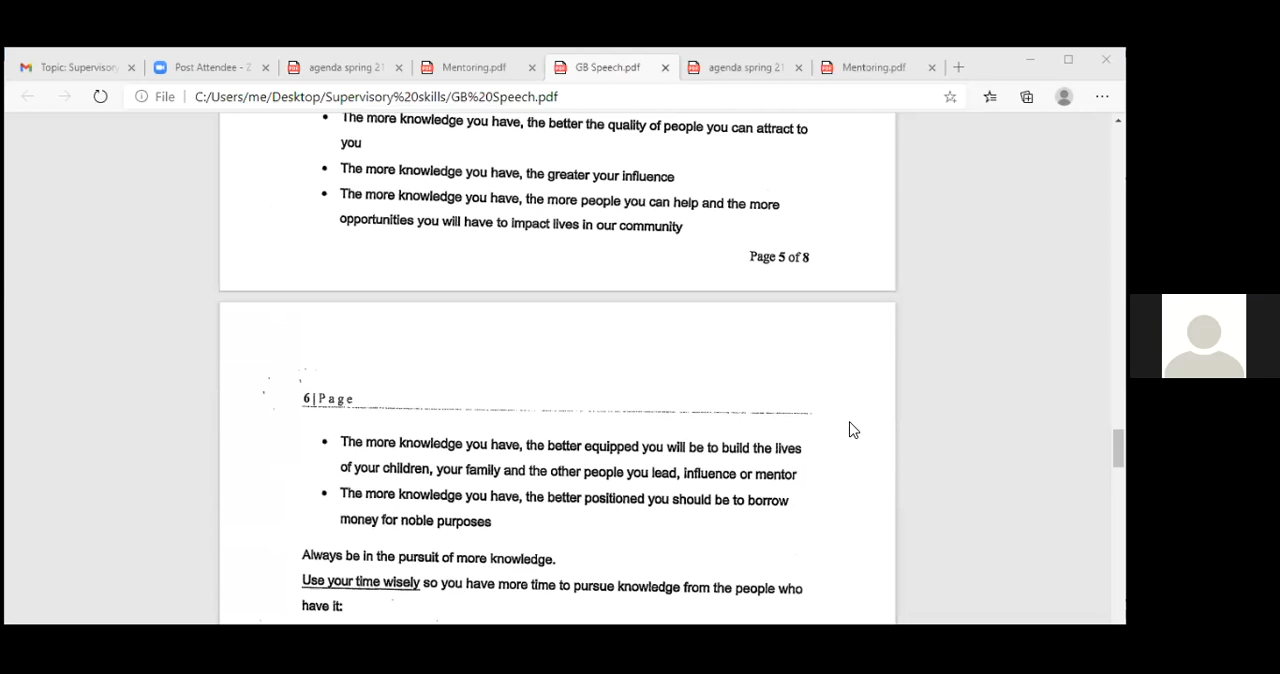 Topic: Supervisory
Post Attendee - Z
agenda spring 21
Mentoring.pdf
GB Speech.pdf
agenda spring 21
Mentoring.pdf
File
C:/Users/me/Desktop/Supervisory%20skills/GB%20Speech.pdf
• The more knowledge you have, the better the quality of people you can attract to
you
• The more knowledge you have, the greater your influence
• The more knowledge you have, the more people you can help and the more
opportunities you will have to impact lives in our community
Page 5 of 8
6|Page
• The more knowledge you have, the better equipped you will be to build the lives
of your children, your family and the other people you lead, influence or mentor
• The more knowledge you have, the better positioned you should be to borrow
money for noble purposes
Always be in the pursuit of more knowledge.
Use your time wisely so you have more time to pursue knowledge from the people who
have it: